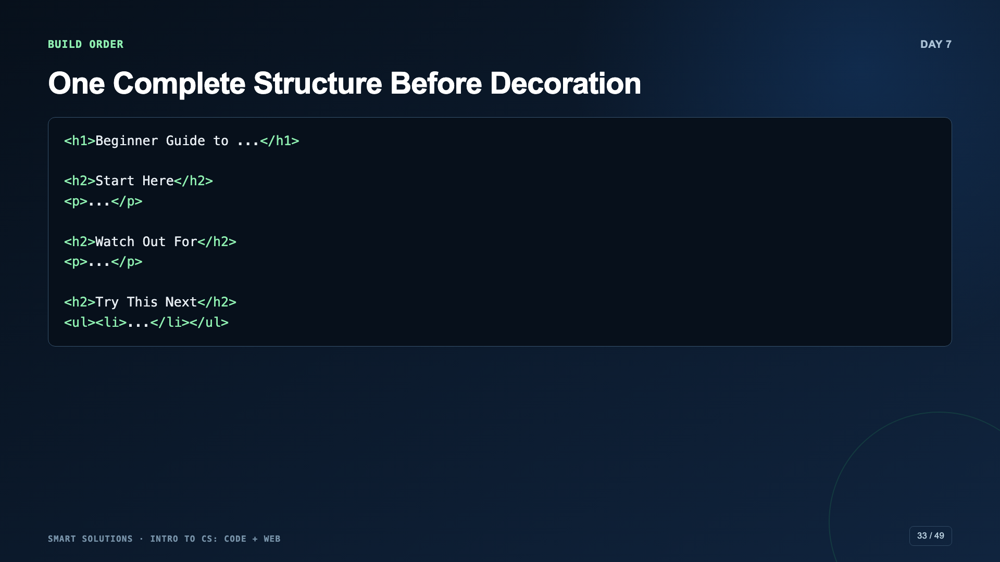 BUILD ORDER
DAY 7
One Complete Structure Before Decoration
<h1>Beginner Guide to ...</h1>
<h2>Start Here</h2>
<p>...</p>
<h2>Watch Out For</h2>
<p>...</p>
<h2>Try This Next</h2>
<ul><li>...</li></ul>
SMART SOLUTIONS · INTRO TO CS: CODE + WEB
33 / 49